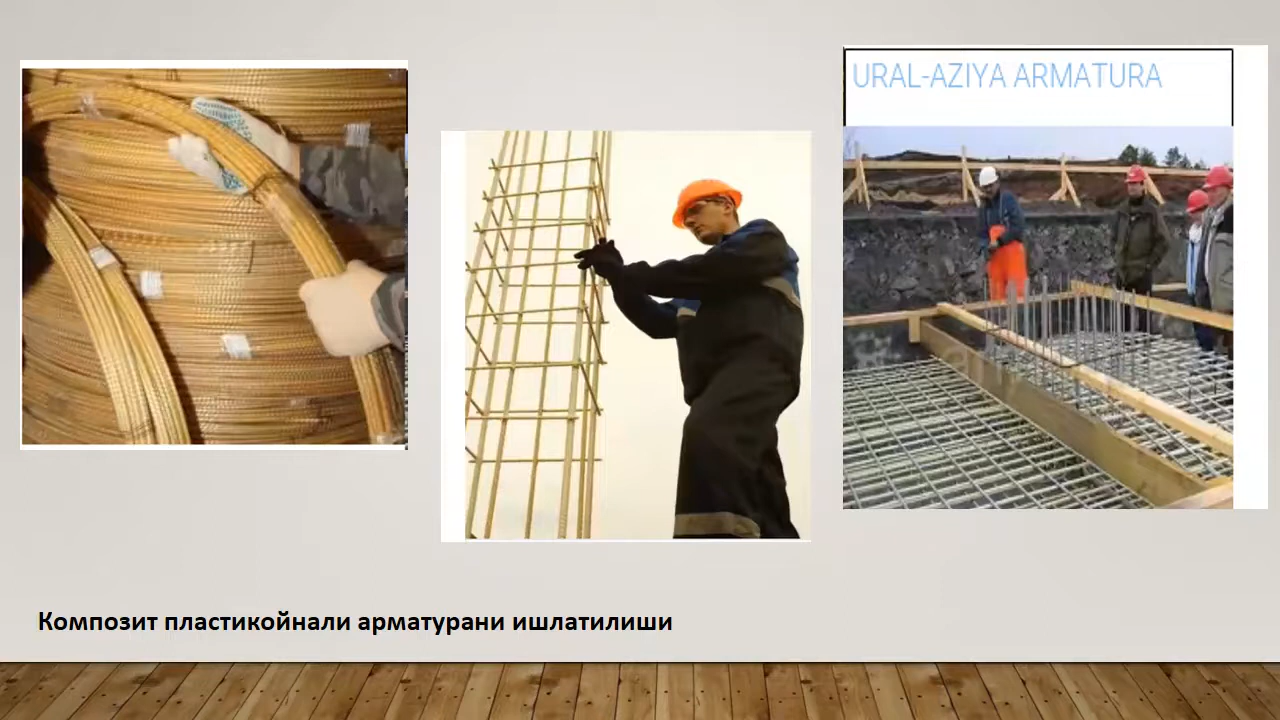 URAL-AZIYA ARMATURA
Композит пластикойнали арматурани ишлатилиши